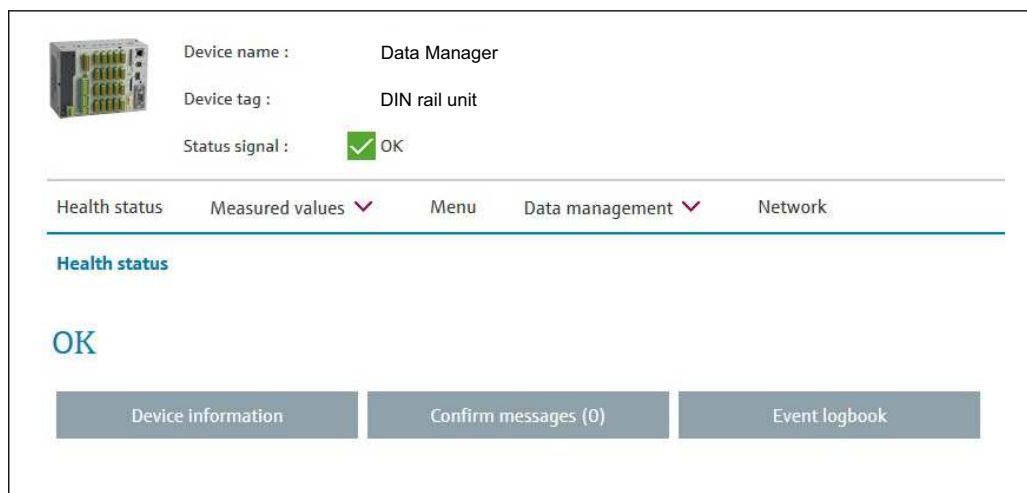 Device name : Data Manager
Device tag : DIN rail unit
Status signal : OK
Health status Measured values Menu Data management Network
Health status
OK
Device information Confirm messages (0) Event logbook